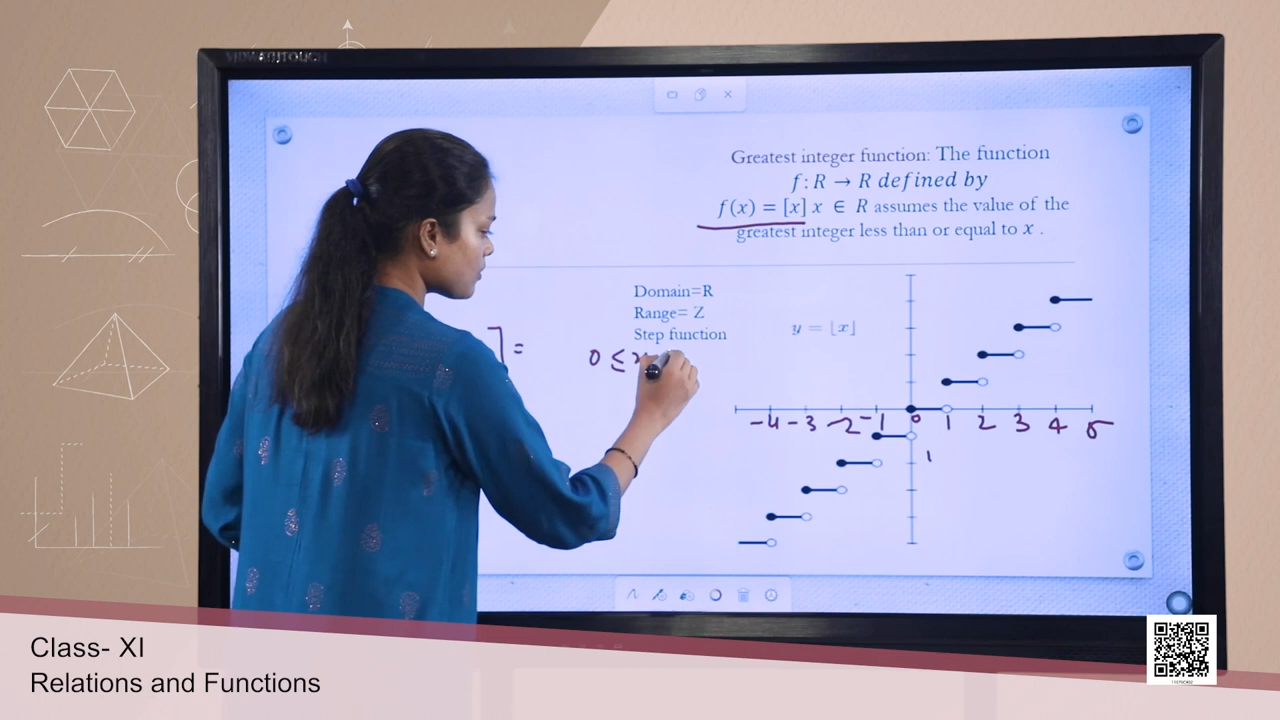 VIEWAUTOUCH
Greatest integer function: The function
f: R → R defined by
f(x) = [x] x ∈ R assumes the value of the
greatest integer less than or equal to x .
Domain=R
Range= Z
Step function
y = ⌊x⌋
] =
0 ≤ x
-4 -3 -2 -1 0 1 2 3 4 5
1
Class- XI
Relations and Functions